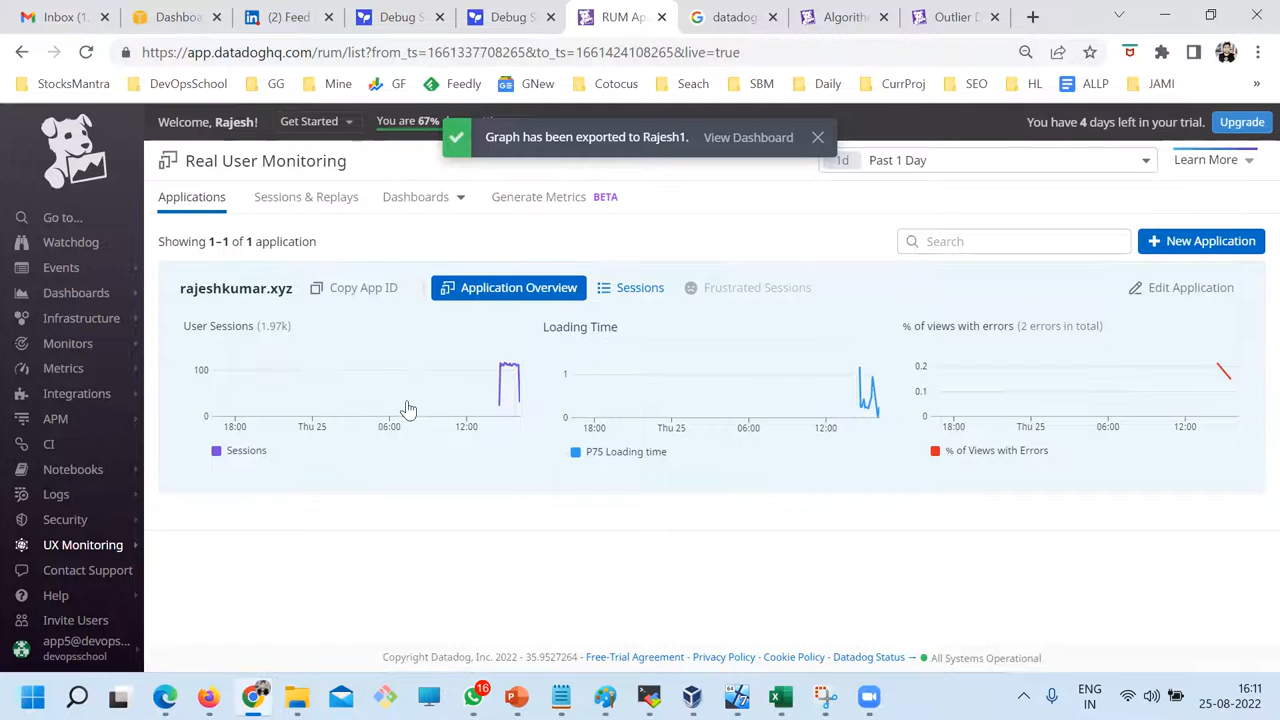 Inbox (1.
Dashboa
(2) Feed
Debug S
Debug S
RUM Ap
datadog
Algorith
Outlier D
https://app.datadoghq.com/rum/list?from_ts=1661337708265&to_ts=1661424108265&live=true
StocksMantra
DevOpsSchool
GG
Mine
GF
Feedly
GNew
Cotocus
Seach
SBM
Daily
CurrProj
SEO
HL
ALLP
JAMI
»
Welcome, Rajesh!
Get Started
You are 67%
Graph has been exported to Rajesh1. View Dashboard
You have 4 days left in your trial.
Upgrade
Real User Monitoring
1d Past 1 Day
Learn More
Applications
Sessions & Replays
Dashboards
Generate Metrics BETA
Showing 1–1 of 1 application
Search
+ New Application
rajeshkumar.xyz
Copy App ID
Application Overview
Sessions
Frustrated Sessions
Edit Application
User Sessions (1.97k)
100
0
18:00 Thu 25 06:00 12:00
Sessions
Loading Time
1
0
18:00 Thu 25 06:00 12:00
P75 Loading time
% of views with errors (2 errors in total)
0.2
0.1
0
18:00 Thu 25 06:00 12:00
% of Views with Errors
Go to...
Watchdog
Events
Dashboards
Infrastructure
Monitors
Metrics
Integrations
APM
CI
Notebooks
Logs
Security
UX Monitoring
Contact Support
Help
Invite Users
app5@devops...
devopsschool
Copyright Datadog, Inc. 2022 - 35.9527264 - Free-Trial Agreement - Privacy Policy - Cookie Policy - Datadog Status → All Systems Operational
16
ENG
IN
16:11
25-08-2022